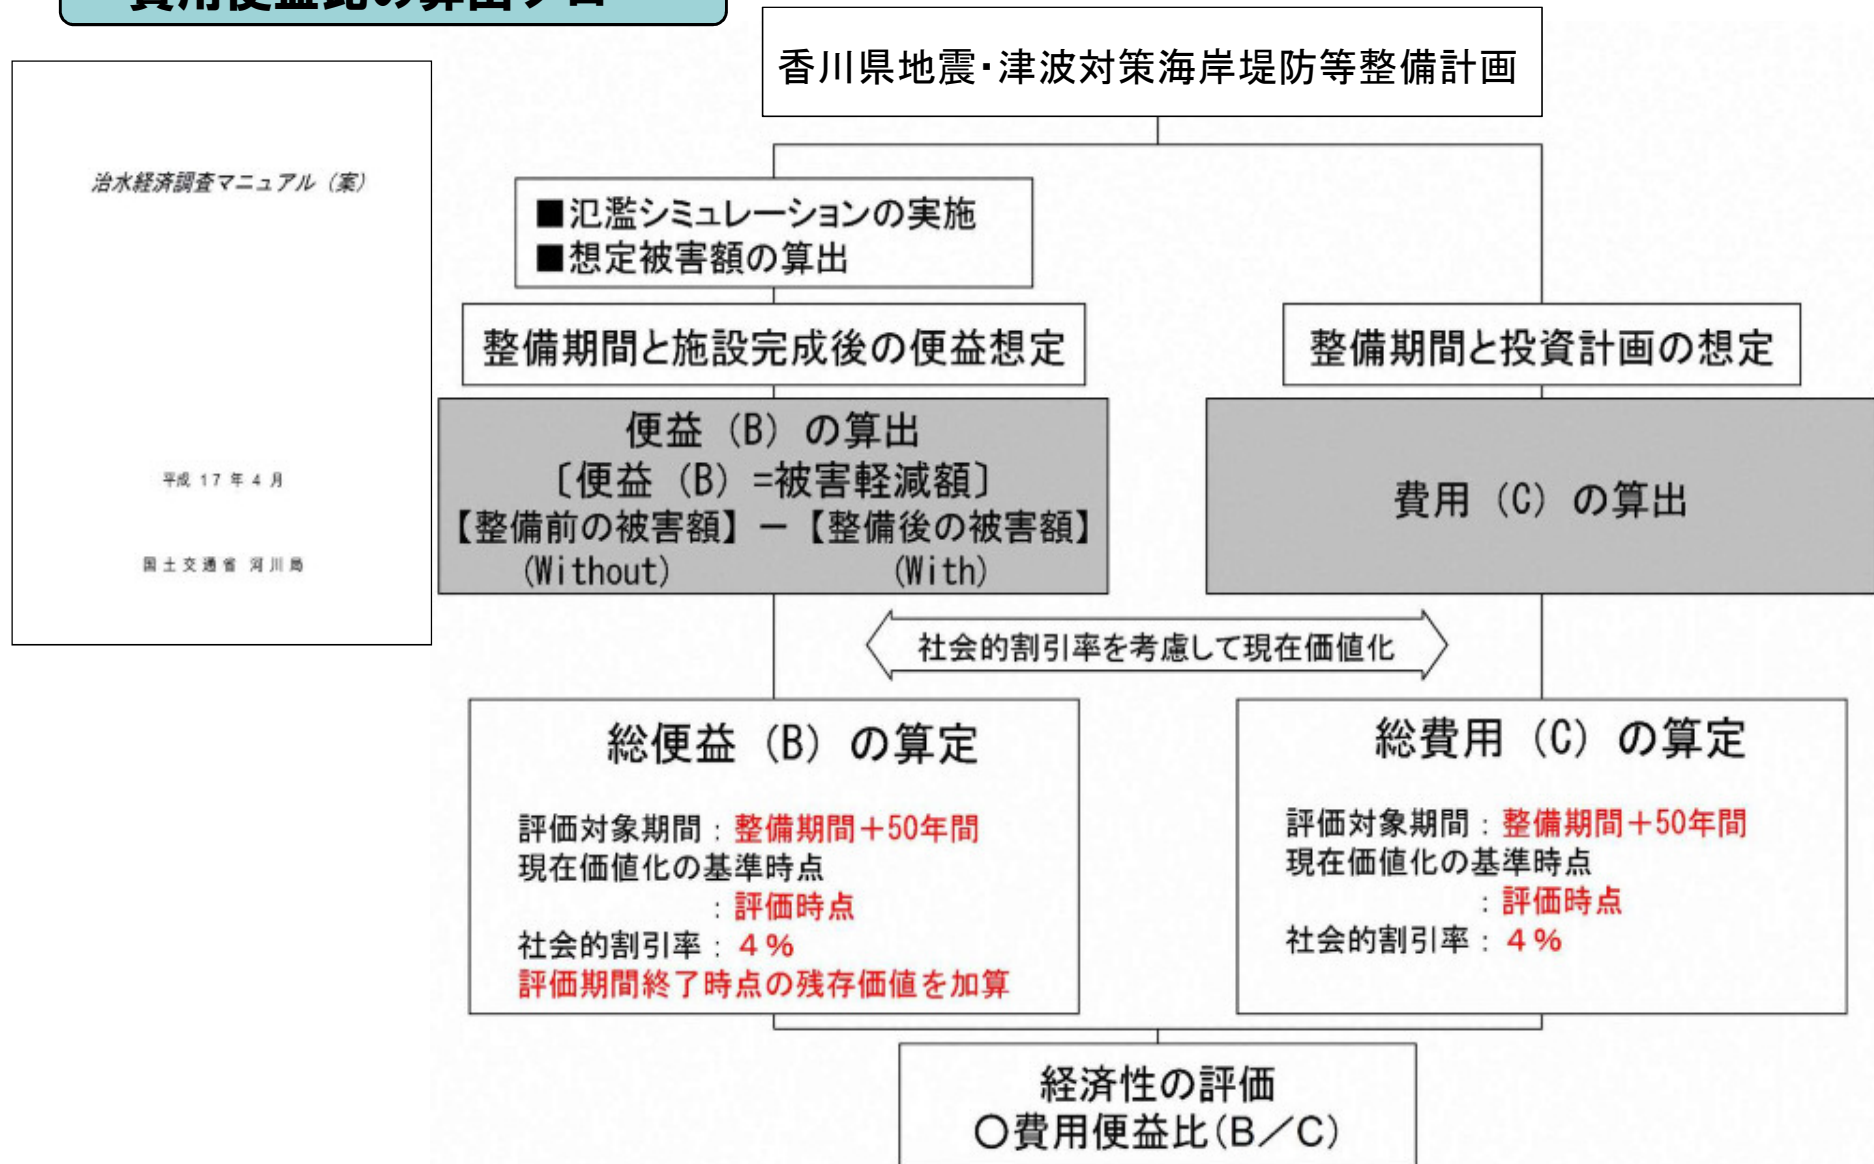 費用便益比の算出フロー
香川県地震・津波対策海岸堤防等整備計画
治水経済調査マニュアル（案）
平成 17 年 4 月
国土交通省 河川局
■氾濫シミュレーションの実施
■想定被害額の算出
整備期間と施設完成後の便益想定
整備期間と投資計画の想定
便益（B）の算出
〔便益（B）=被害軽減額〕
【整備前の被害額】－【整備後の被害額】
(Without) (With)
費用（C）の算出
社会的割引率を考慮して現在価値化
総便益（B）の算定
評価対象期間：整備期間＋50年間
現在価値化の基準時点
：評価時点
社会的割引率：４％
評価期間終了時点の残存価値を加算
総費用（C）の算定
評価対象期間：整備期間＋50年間
現在価値化の基準時点
：評価時点
社会的割引率：４％
経済性の評価
〇費用便益比(B／C)